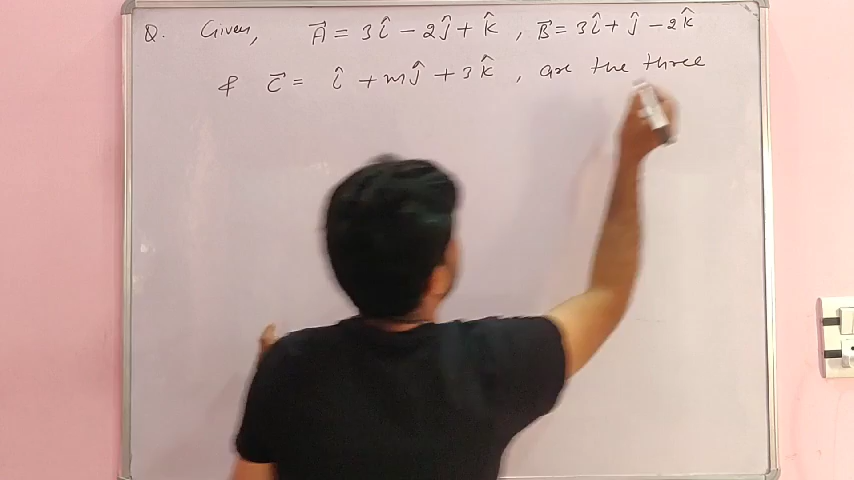 Q. Given, A⃗ = 3î - 2ĵ + k̂ , B⃗ = 3î + ĵ - 2k̂
& C⃗ = î + mĵ + 3k̂ , are the three